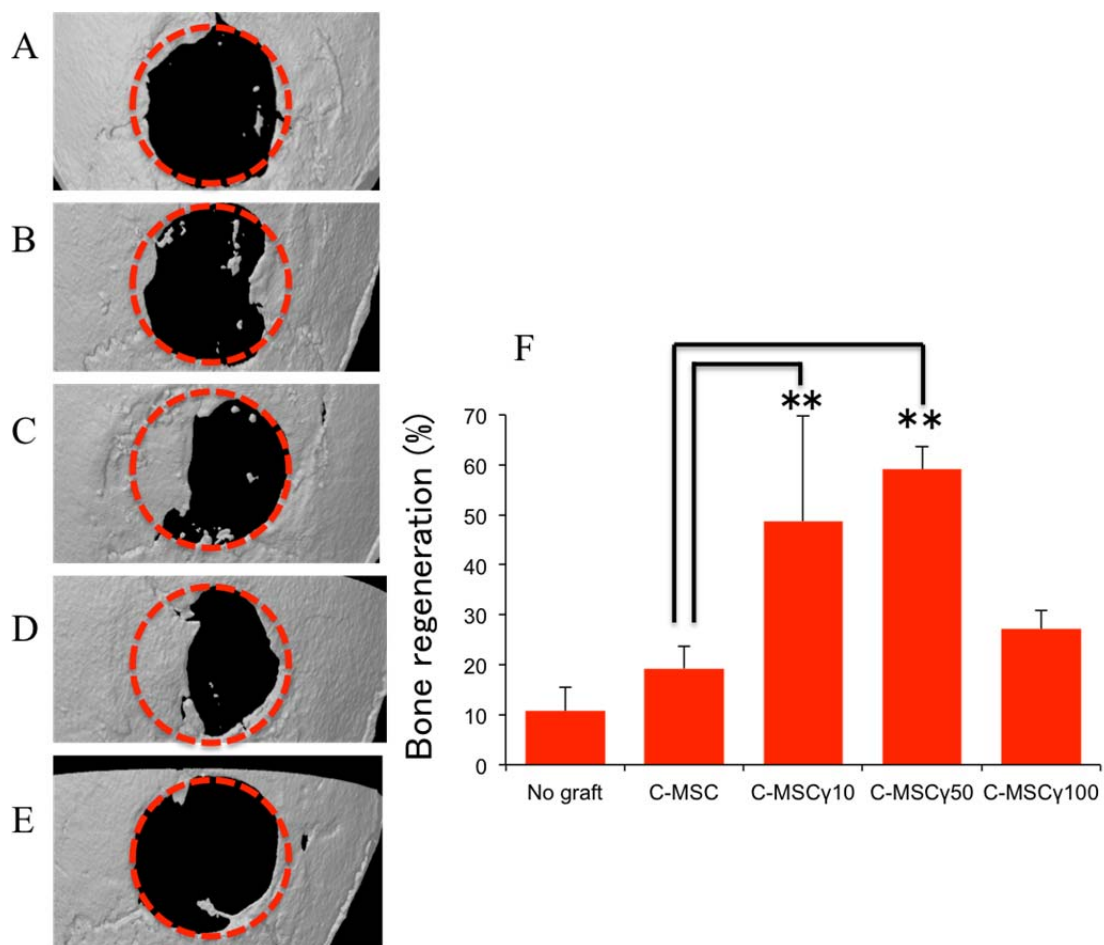 A
B
C
D
E
F
Bone regeneration (%)
** **
70
60
50
40
30
20
10
0
No graft C-MSC C-MSCγ10 C-MSCγ50 C-MSCγ100